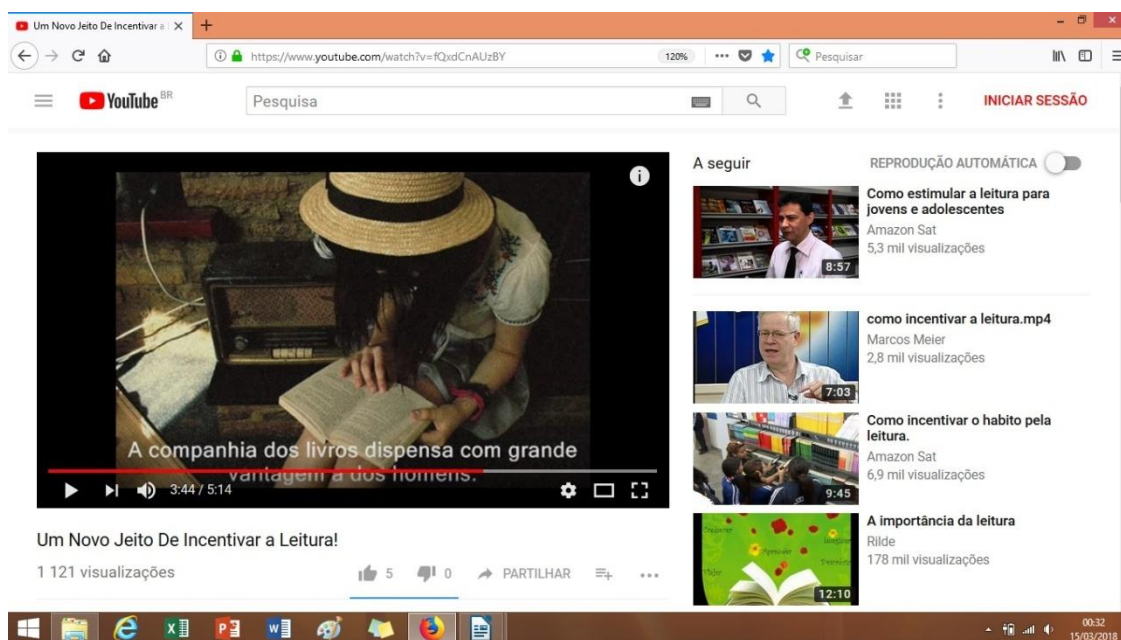 Um Novo Jeito De Incentivar a
https://www.youtube.com/watch?v=fQxdCnAUzBY
120%
Pesquisar
YouTube BR
Pesquisa
INICIAR SESSÃO
A companhia dos livros dispensa com grande
vantagem a dos homens.
3:44 / 5:14
Um Novo Jeito De Incentivar a Leitura!
1 121 visualizações
5
0
PARTILHAR
A seguir
REPRODUÇÃO AUTOMÁTICA
8:57
Como estimular a leitura para
jovens e adolescentes
Amazon Sat
5,3 mil visualizações
7:03
como incentivar a leitura.mp4
Marcos Meier
2,8 mil visualizações
9:45
Como incentivar o habito pela
leitura.
Amazon Sat
6,9 mil visualizações
12:10
A importância da leitura
Rilde
178 mil visualizações
00:32
15/03/2018